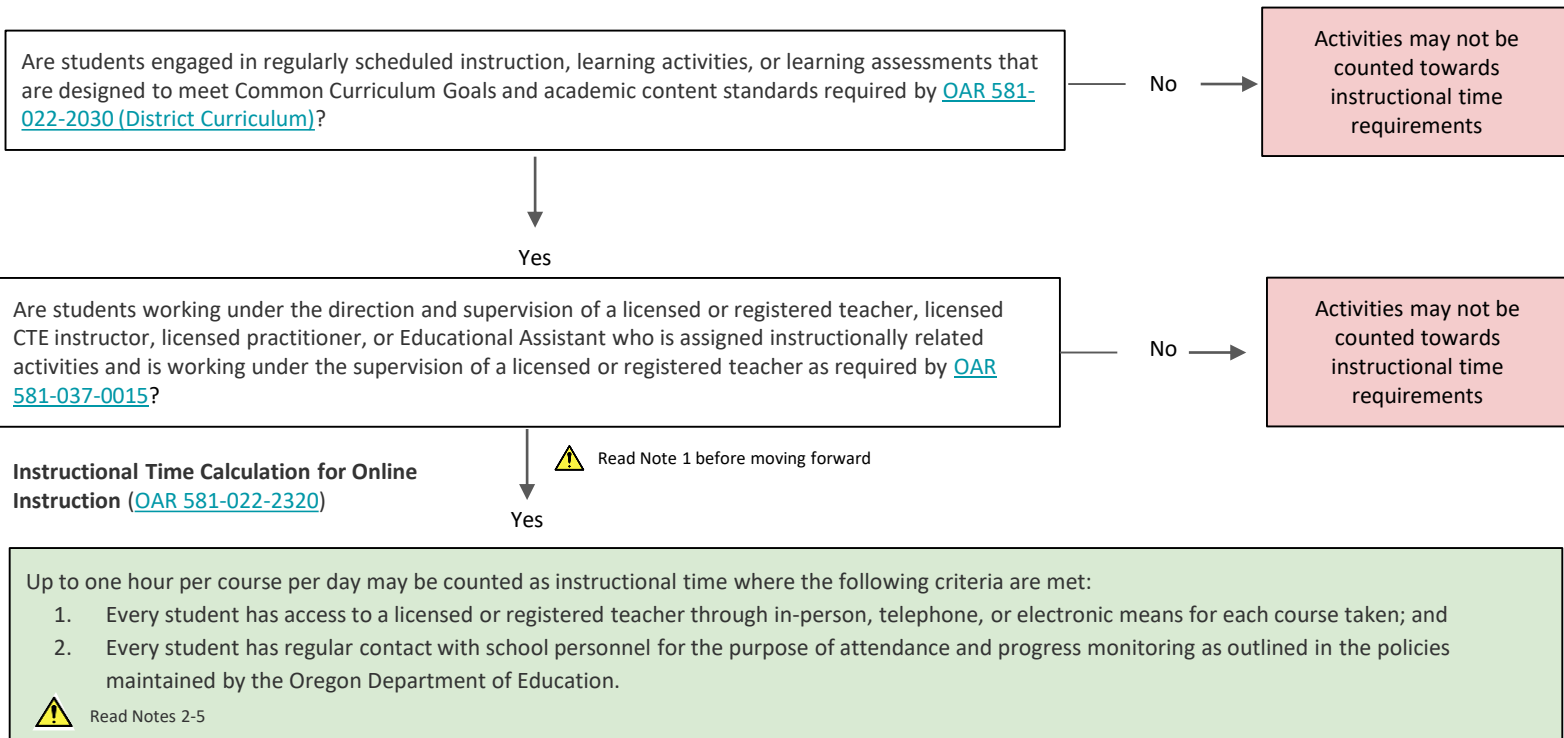 Are students engaged in regularly scheduled instruction, learning activities, or learning assessments that
are designed to meet Common Curriculum Goals and academic content standards required by OAR 581-
022-2030 (District Curriculum)?
No
Activities may not be
counted towards
instructional time
requirements
Yes
Are students working under the direction and supervision of a licensed or registered teacher, licensed
CTE instructor, licensed practitioner, or Educational Assistant who is assigned instructionally related
activities and is working under the supervision of a licensed or registered teacher as required by OAR
581-037-0015?
No
Activities may not be
counted towards
instructional time
requirements
Read Note 1 before moving forward
Instructional Time Calculation for Online
Instruction (OAR 581-022-2320)
Yes
Up to one hour per course per day may be counted as instructional time where the following criteria are met:
1. Every student has access to a licensed or registered teacher through in-person, telephone, or electronic means for each course taken; and
2. Every student has regular contact with school personnel for the purpose of attendance and progress monitoring as outlined in the policies
maintained by the Oregon Department of Education.
Read Notes 2-5